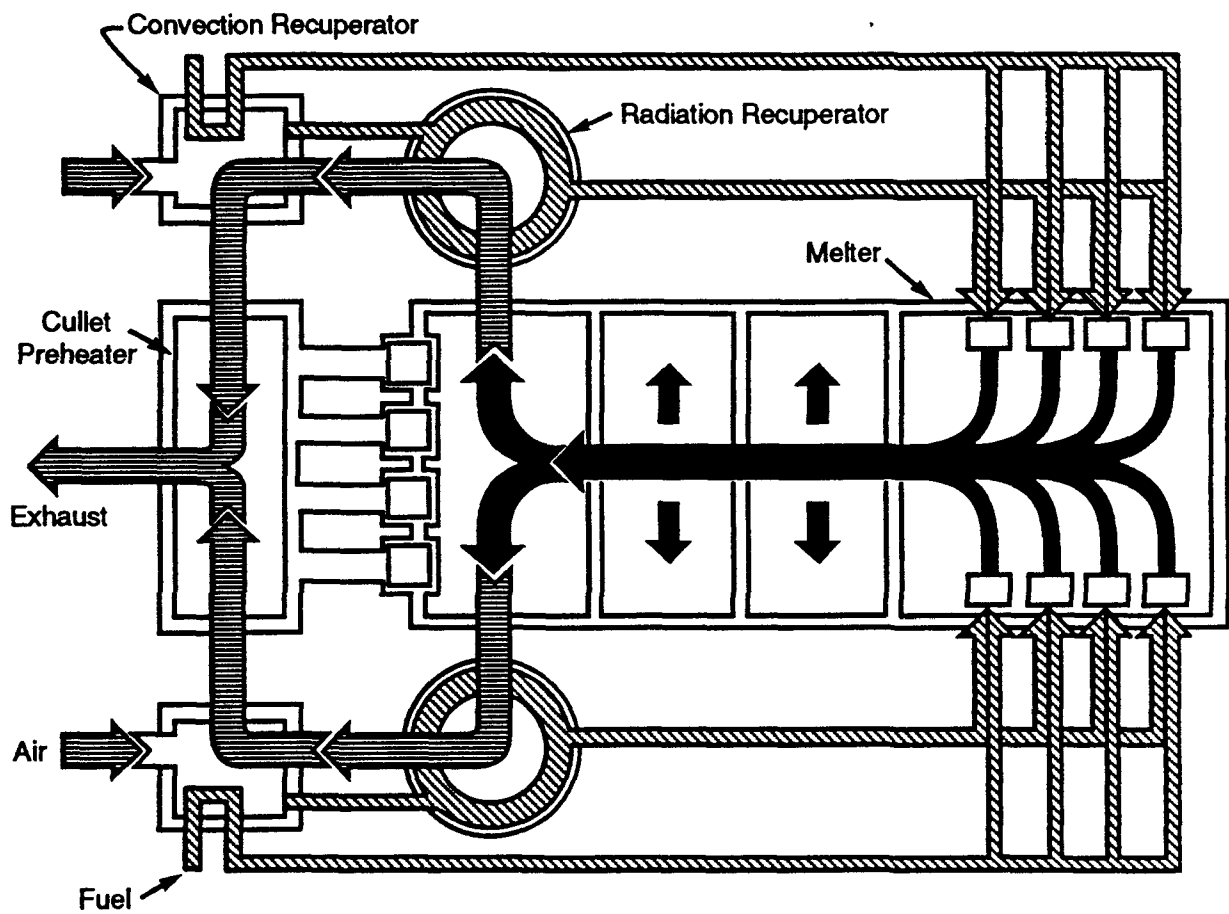 Convection Recuperator
Radiation Recuperator
Melter
Cullet
Preheater
Exhaust
Air
Fuel